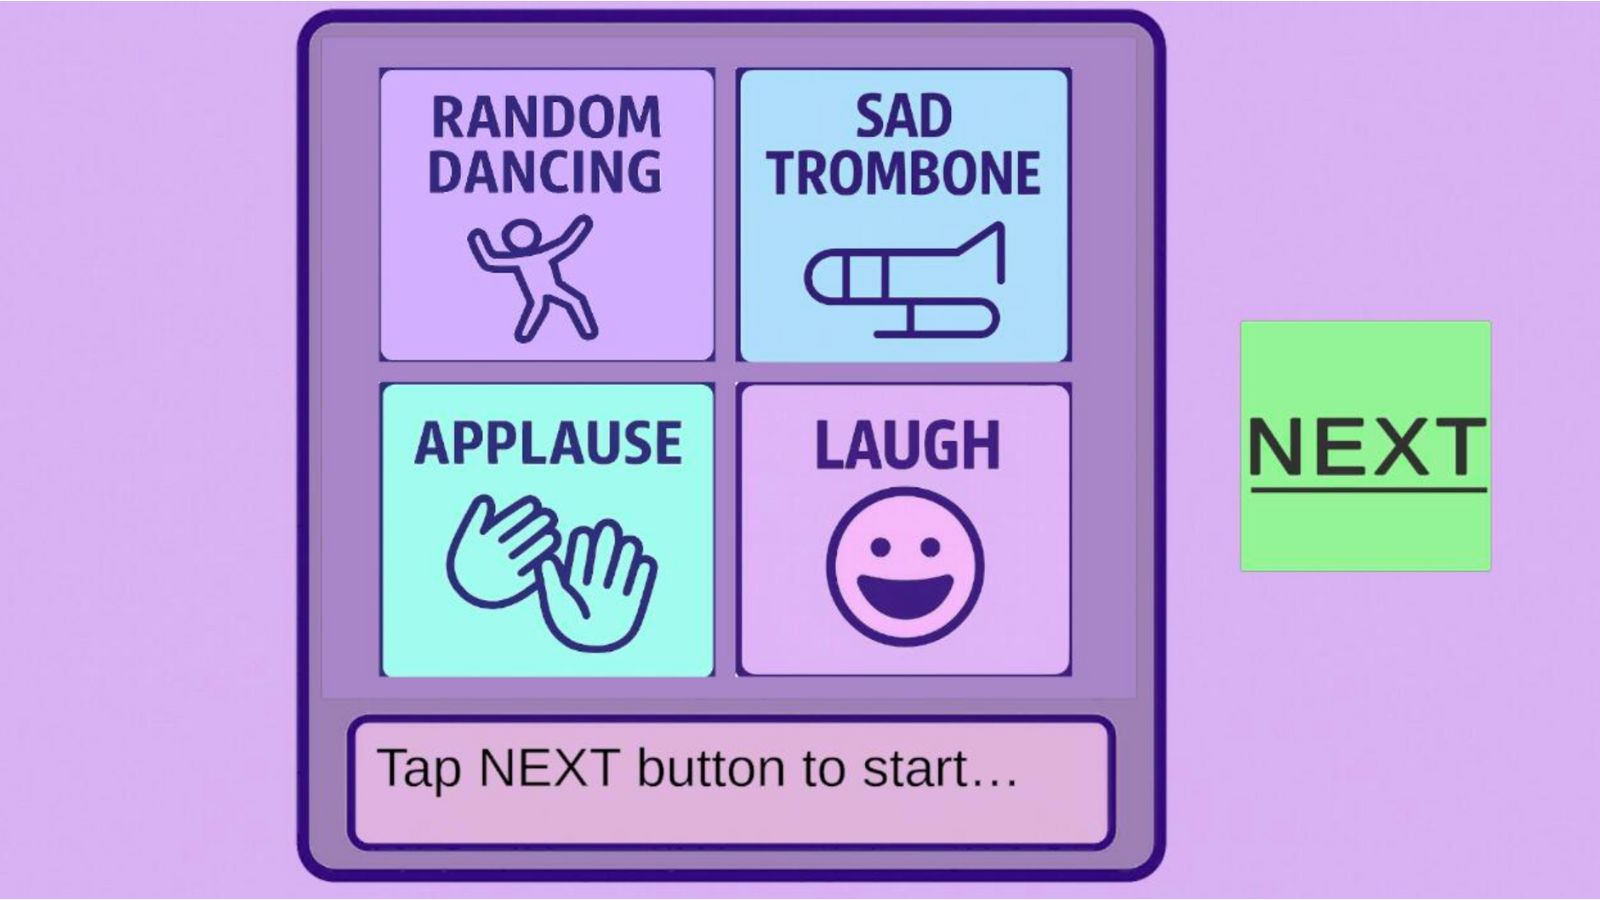 RANDOM
DANCING
SAD
TROMBONE
APPLAUSE
LAUGH
NEXT
Tap NEXT button to start...